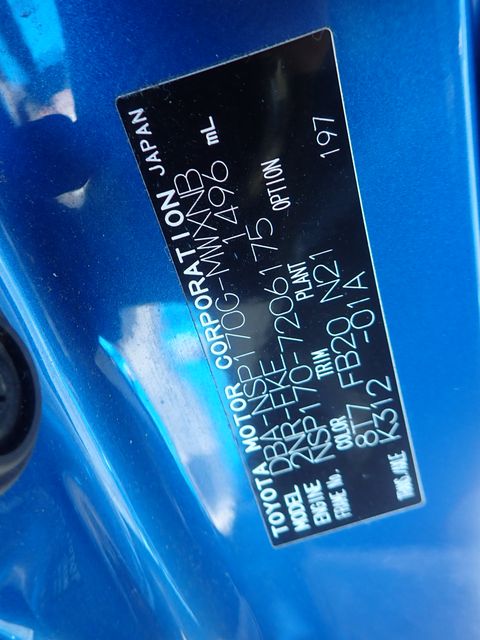 TOYOTA MOTOR CORPORATION JAPAN
MODEL DBA-NSP170G-MWXNB
ENGINE 2NR-FKE 1496 mL
FRAME No. NSP170-7206175
COLOR TRIM PLANT OPTION
8T7 FB20 N21 197
TRANS./AXLE K312 -01A